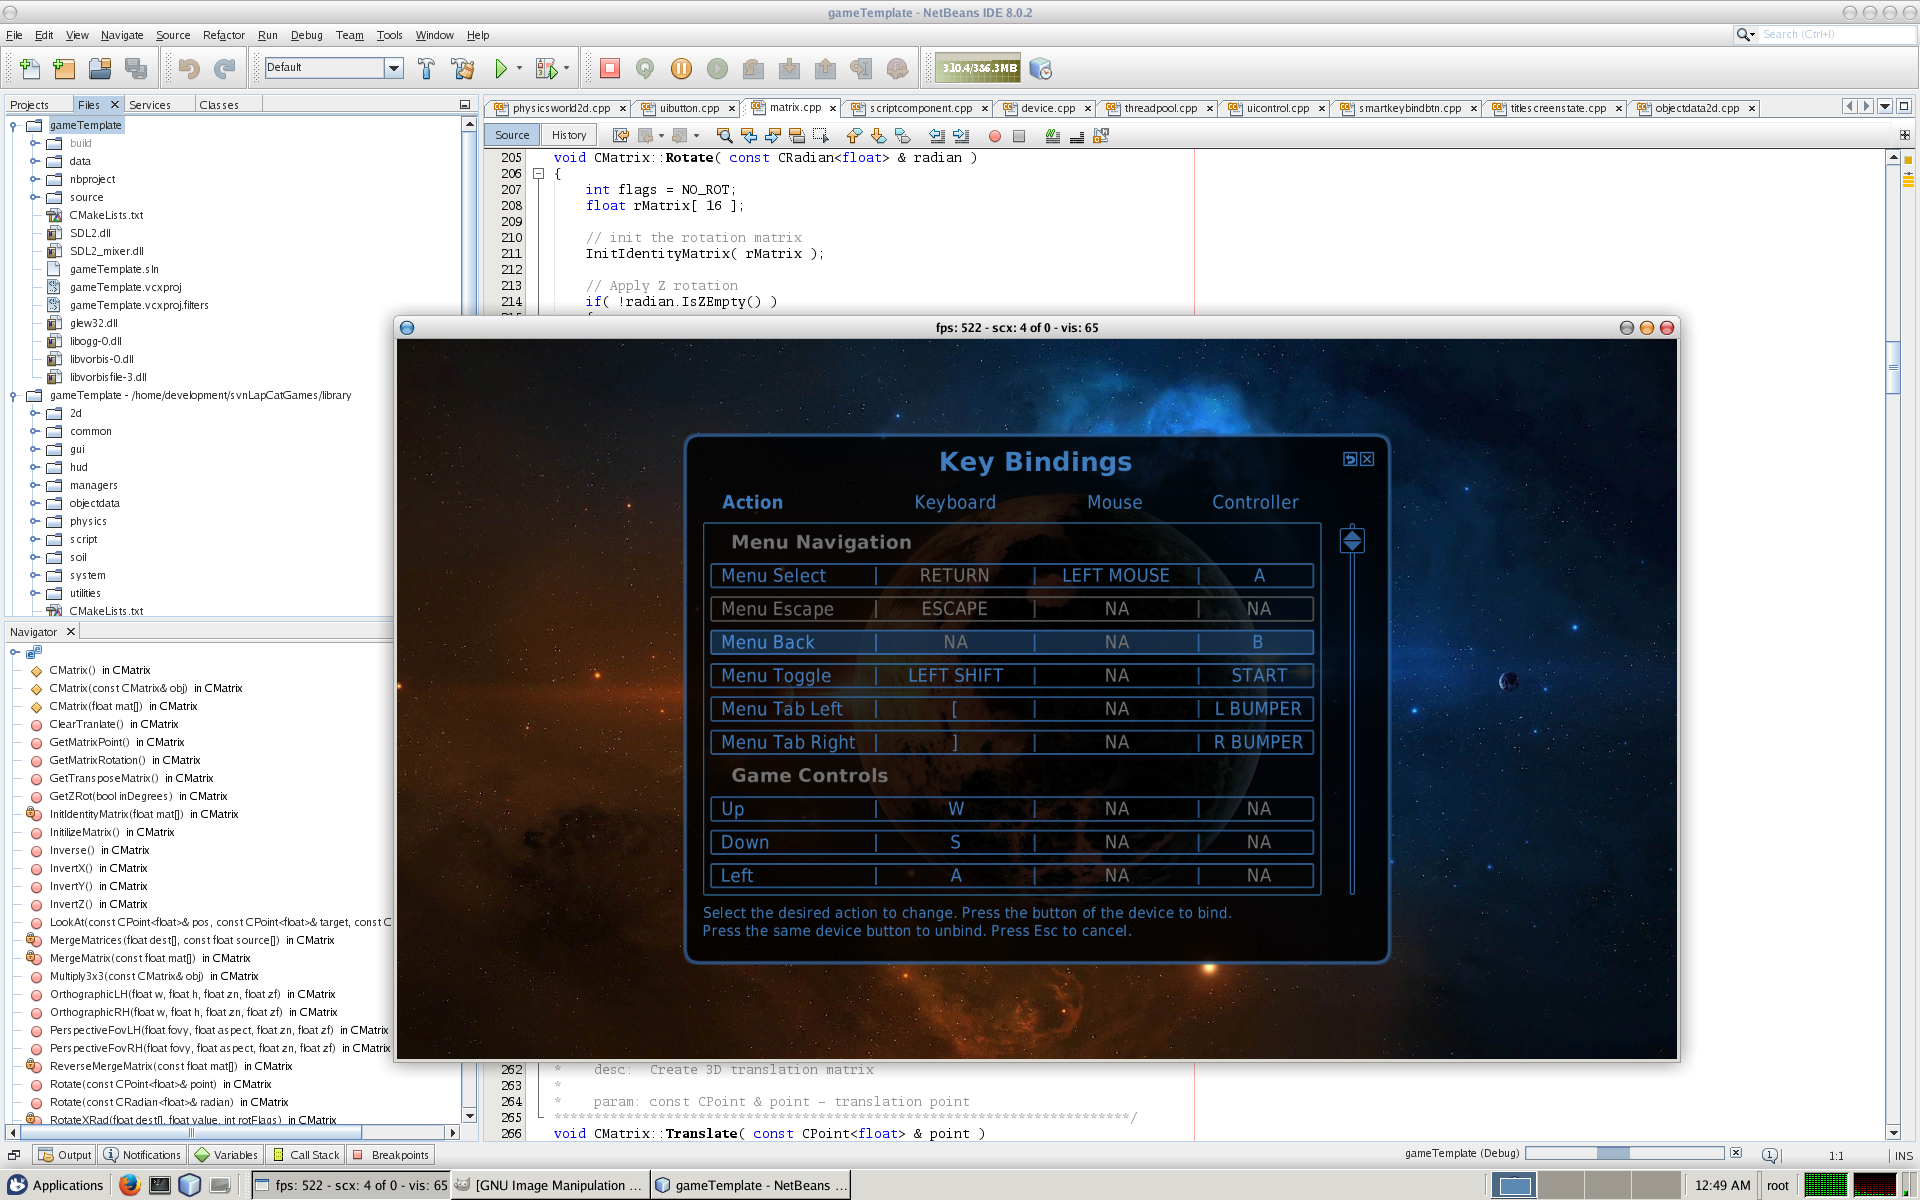 gameTemplate - NetBeans IDE 8.0.2
File Edit View Navigate Source Refactor Run Debug Team Tools Window Help
Search (Ctrl+I)
Default
310.4/386.3MB
Projects Files Services Classes
physicsworld2d.cpp uibutton.cpp matrix.cpp scriptcomponent.cpp device.cpp threadpool.cpp uicontrol.cpp smartkeybindbtn.cpp titlescreenstate.cpp objectdata2d.cpp
Source History
gameTemplate
build
data
nbproject
source
CMakeLists.txt
SDL2.dll
SDL2_mixer.dll
gameTemplate.sln
gameTemplate.vcxproj
gameTemplate.vcxproj.filters
glew32.dll
libogg-0.dll
libvorbis-0.dll
libvorbisfile-3.dll
gameTemplate - /home/development/svnLapCatGames/library
2d
common
gui
hud
managers
objectdata
physics
script
soil
system
utilities
CMakeLists.txt
205 void CMatrix::Rotate( const CRadian<float> & radian )
206 {
207 int flags = NO_ROT;
208 float rMatrix[ 16 ];
209
210 // init the rotation matrix
211 InitIdentityMatrix( rMatrix );
212
213 // Apply Z rotation
214 if( !radian.IsZEmpty() )
fps: 522 - scx: 4 of 0 - vis: 65
Key Bindings
Action Keyboard Mouse Controller
Menu Navigation
Menu Select | RETURN | LEFT MOUSE | A
Menu Escape | ESCAPE | NA | NA
Menu Back | NA | NA | B
Menu Toggle | LEFT SHIFT | NA | START
Menu Tab Left | [ | NA | L BUMPER
Menu Tab Right | ] | NA | R BUMPER
Game Controls
Up | W | NA | NA
Down | S | NA | NA
Left | A | NA | NA
Select the desired action to change. Press the button of the device to bind.
Press the same device button to unbind. Press Esc to cancel.
Navigator
CMatrix() in CMatrix
CMatrix(const CMatrix& obj) in CMatrix
CMatrix(float mat[]) in CMatrix
ClearTranlate() in CMatrix
GetMatrixPoint() in CMatrix
GetMatrixRotation() in CMatrix
GetTransposeMatrix() in CMatrix
GetZRot(bool inDegrees) in CMatrix
InitIdentityMatrix(float mat[]) in CMatrix
InitilizeMatrix() in CMatrix
Inverse() in CMatrix
InvertX() in CMatrix
InvertY() in CMatrix
InvertZ() in CMatrix
LookAt(const CPoint<float>& pos, const CPoint<float>& target, const C
MergeMatrices(float dest[], const float source[]) in CMatrix
MergeMatrix(const float mat[]) in CMatrix
Multiply3x3(const CMatrix& obj) in CMatrix
OrthographicLH(float w, float h, float zn, float zf) in CMatrix
OrthographicRH(float w, float h, float zn, float zf) in CMatrix
PerspectiveFovLH(float fovy, float aspect, float zn, float zf) in CMatrix
PerspectiveFovRH(float fovy, float aspect, float zn, float zf) in CMatrix
ReverseMergeMatrix(const float mat[]) in CMatrix
Rotate(const CPoint<float>& point) in CMatrix
Rotate(const CRadian<float>& radian) in CMatrix
RotateXRad(float dest[], float value, int rotFlags) in CMatrix
262 * desc: Create 3D translation matrix
263 *
264 * param: const CPoint & point - translation point
265 ************************************************************************/
266 void CMatrix::Translate( const CPoint<float> & point )
Output Notifications Variables Call Stack Breakpoints
gameTemplate (Debug) 1:1 INS
Applications fps: 522 - scx: 4 of 0 - vis: 65 [GNU Image Manipulation ... gameTemplate - NetBeans ... 12:49 AM root